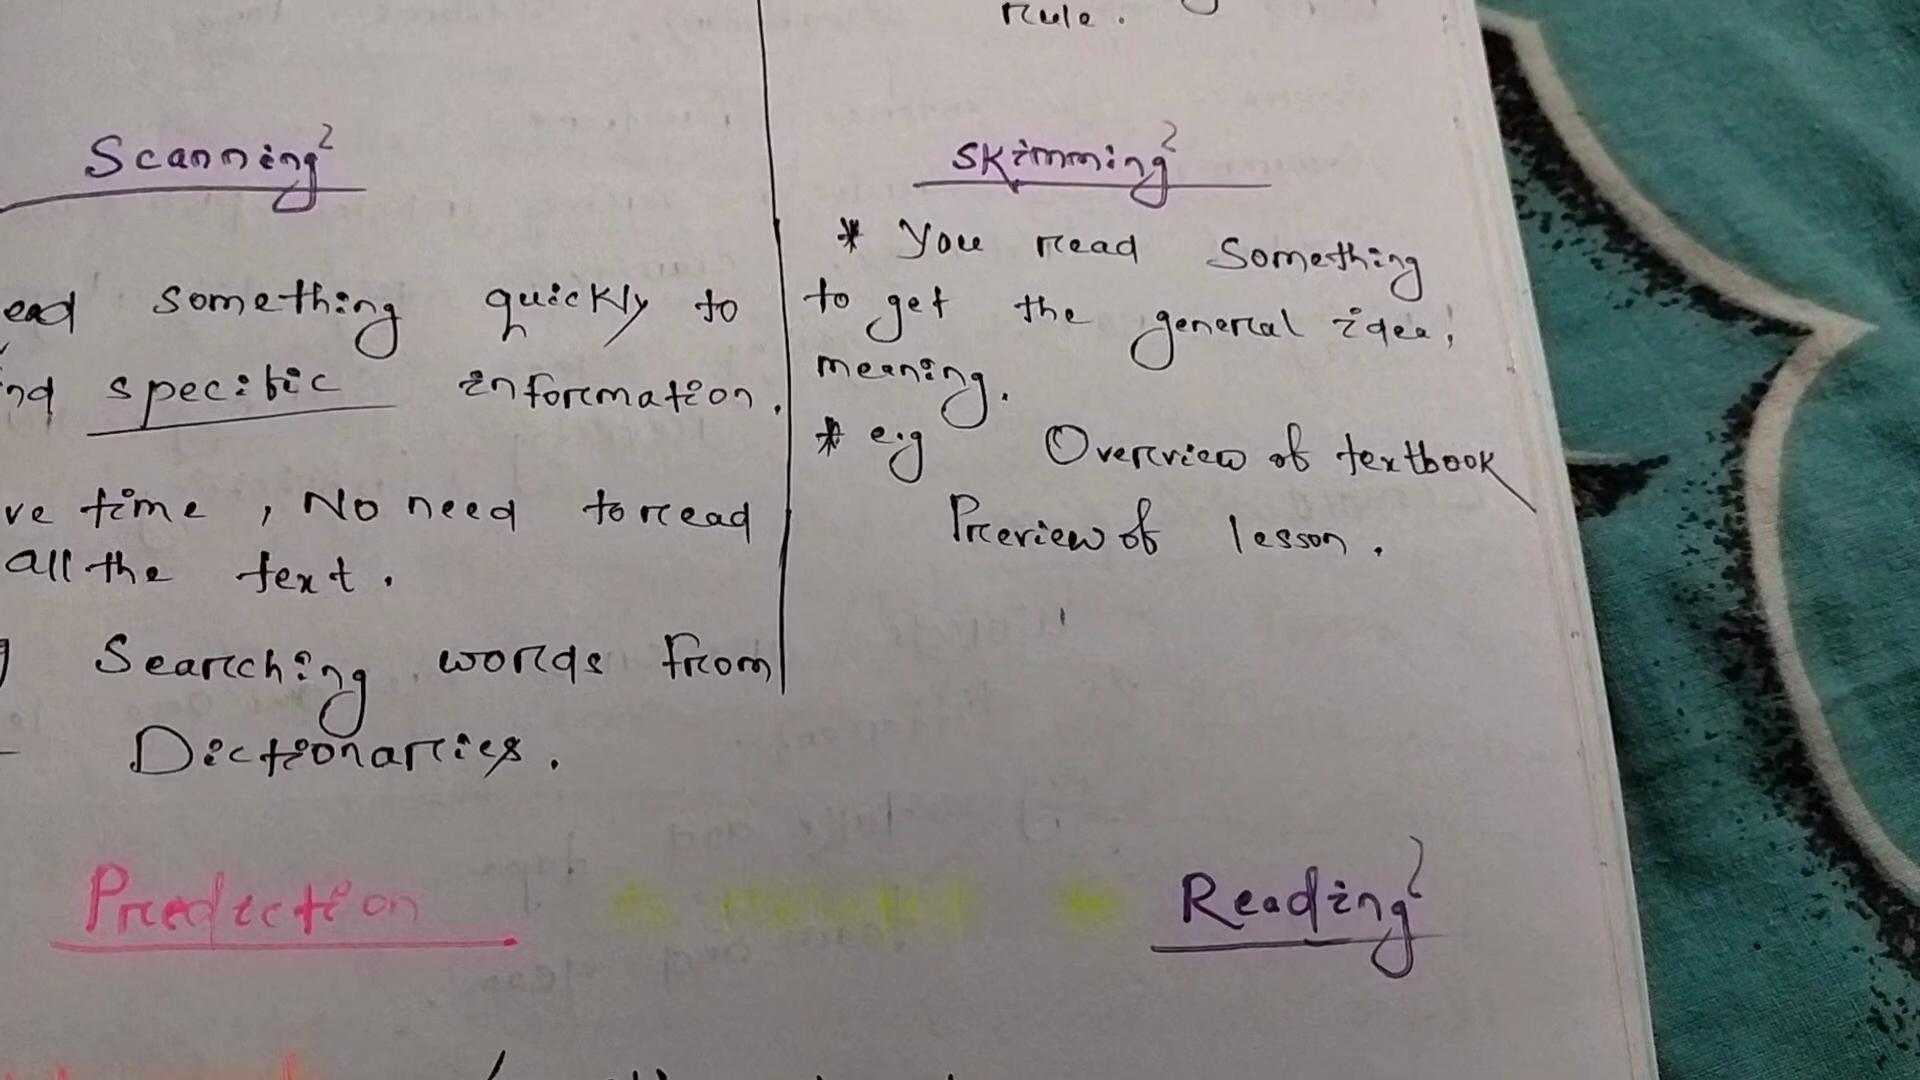 Rule.
Scanning
ead something quickly to
nd specific information.
ve time, No need to read
all the text.
Searching words from
Dictionaries.
Skimming
* You read something
to get the general idea,
meaning.
* e.g Overview of textbook
Preview of lesson.
Prediction
Reading